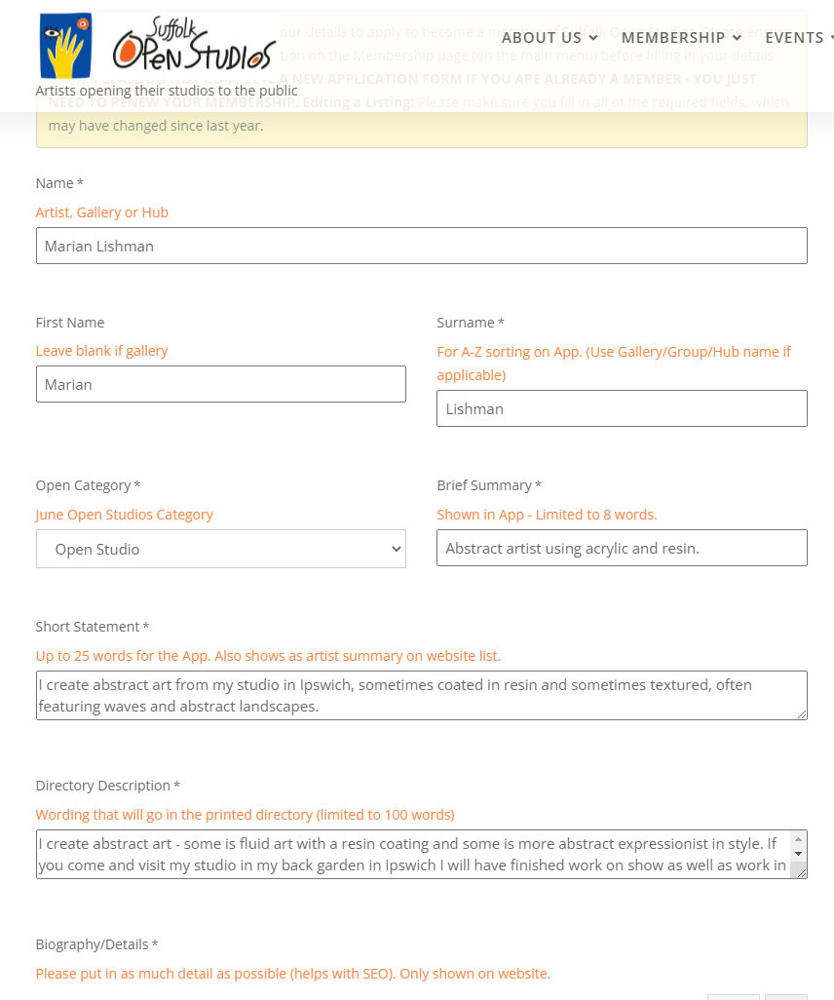 Suffolk
OPEN STUDIOS
Artists opening their studios to the public
ABOUT US
MEMBERSHIP
EVENTS
our details to apply to become a member of Suffolk Open Studios. Please
tion on the Membership page (on the main menu) before filling in your details
PLEASE DO NOT COMPLETE A NEW APPLICATION FORM IF YOU ARE ALREADY A MEMBER - YOU JUST
NEED TO RENEW YOUR MEMBERSHIP. Editing a Listing: Please make sure you fill in all of the required fields, which
may have changed since last year.
Name *
Artist, Gallery or Hub
Marian Lishman
First Name
Leave blank if gallery
Marian
Surname *
For A-Z sorting on App. (Use Gallery/Group/Hub name if
applicable)
Lishman
Open Category *
June Open Studios Category
Open Studio
Brief Summary *
Shown in App - Limited to 8 words.
Abstract artist using acrylic and resin.
Short Statement *
Up to 25 words for the App. Also shows as artist summary on website list.
I create abstract art from my studio in Ipswich, sometimes coated in resin and sometimes textured, often
featuring waves and abstract landscapes.
Directory Description *
Wording that will go in the printed directory (limited to 100 words)
I create abstract art - some is fluid art with a resin coating and some is more abstract expressionist in style. If
you come and visit my studio in my back garden in Ipswich I will have finished work on show as well as work in
Biography/Details *
Please put in as much detail as possible (helps with SEO). Only shown on website.